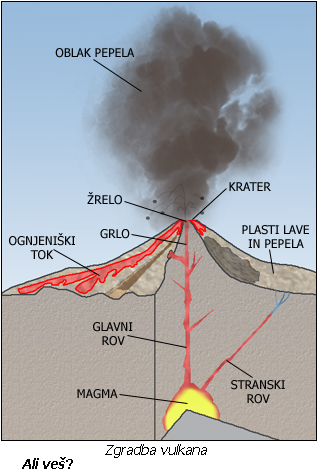 OBLAK PEPELA
KRATER
ŽRELO
GRLO
PLASTI LAVE
IN PEPELA
OGNJENIŠKI
TOK
GLAVNI
ROV
STRANSKI
ROV
MAGMA
Zgradba vulkana
Ali veš?